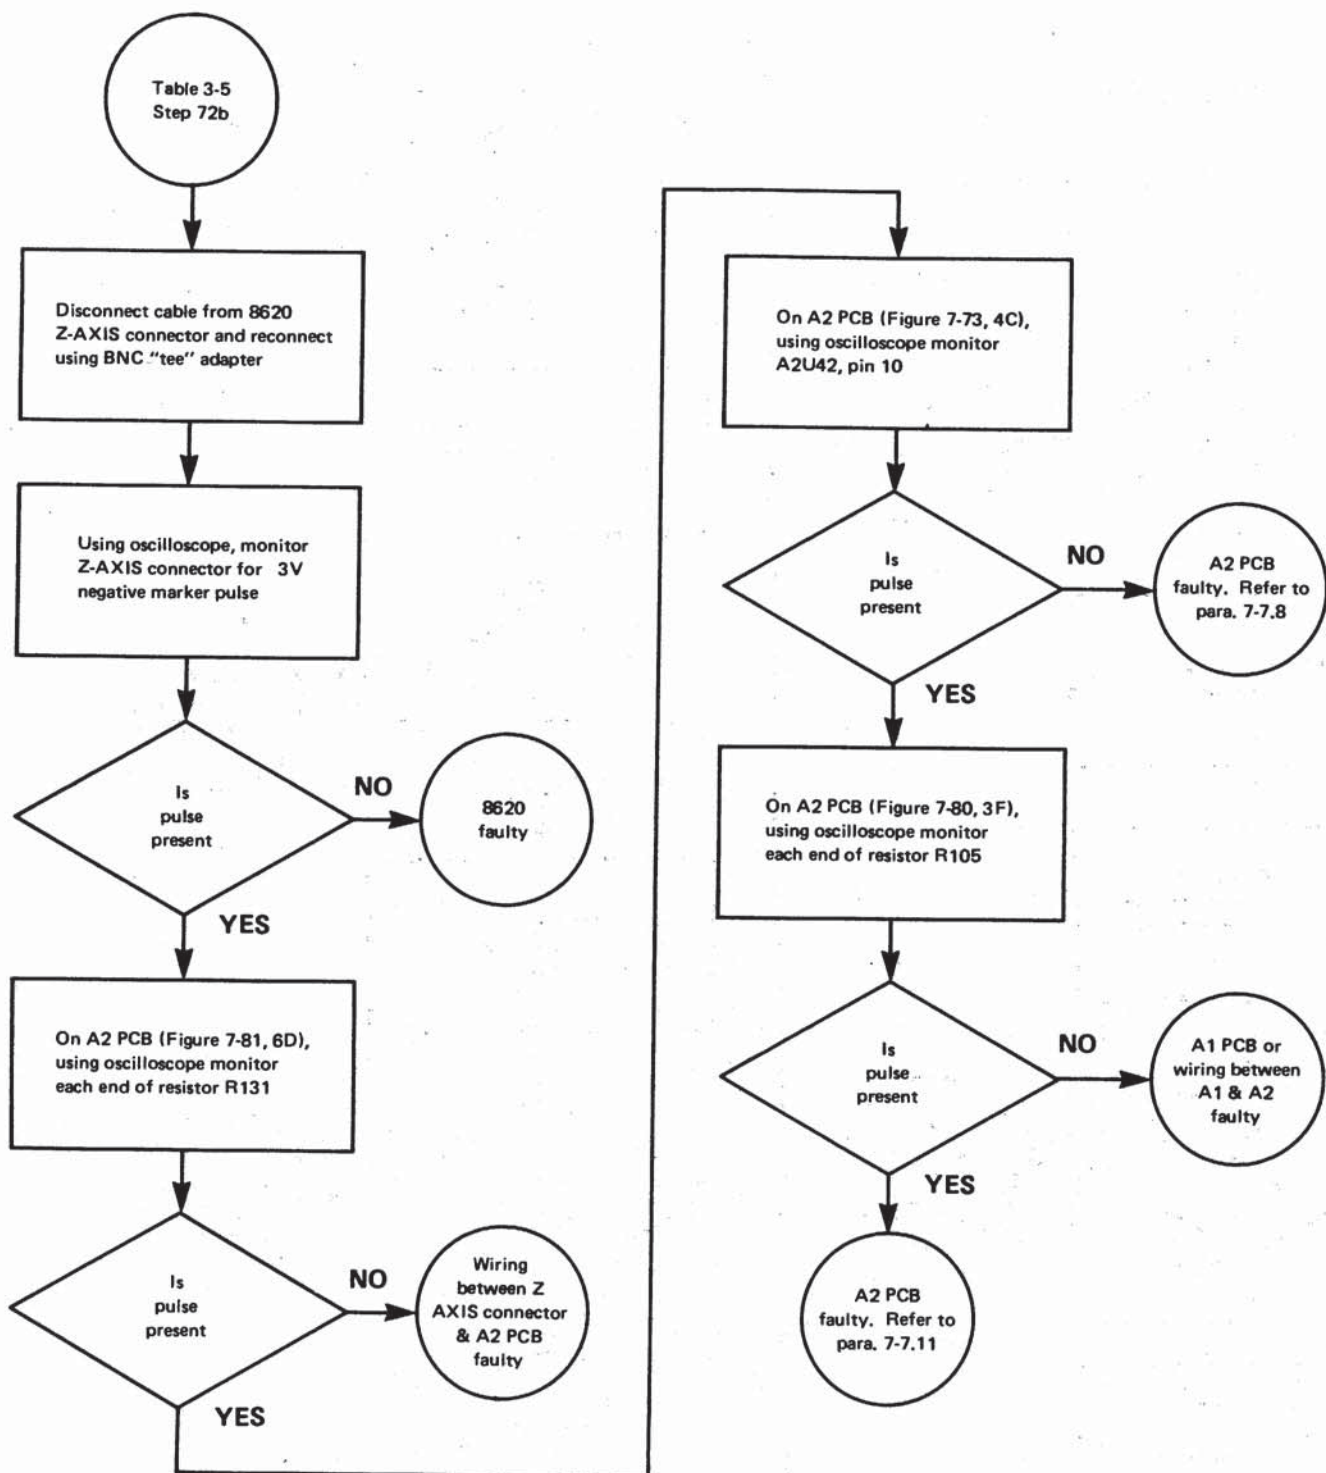 Table 3-5
Step 72b
Disconnect cable from 8620
Z-AXIS connector and reconnect
using BNC "tee" adapter
Using oscilloscope, monitor
Z-AXIS connector for 3V
negative marker pulse
Is
pulse
present
NO
8620
faulty
YES
On A2 PCB (Figure 7-81, 6D),
using oscilloscope monitor
each end of resistor R131
Is
pulse
present
NO
Wiring
between Z
AXIS connector
& A2 PCB
faulty
YES
On A2 PCB (Figure 7-73, 4C),
using oscilloscope monitor
A2U42, pin 10
Is
pulse
present
NO
A2 PCB
faulty. Refer to
para. 7-7.8
YES
On A2 PCB (Figure 7-80, 3F),
using oscilloscope monitor
each end of resistor R105
Is
pulse
present
NO
A1 PCB or
wiring between
A1 & A2
faulty
YES
A2 PCB
faulty. Refer to
para. 7-7.11